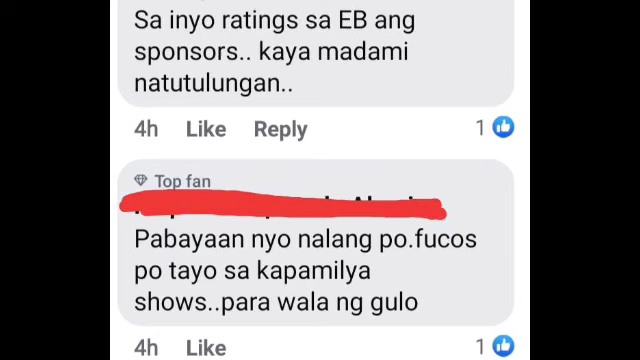 Sa inyo ratings sa EB ang
sponsors.. kaya madami
natutulungan..
4h Like Reply 1
Top fan
Pabayaan nyo nalang po.fucos
po tayo sa kapamilya
shows..para wala ng gulo
4h Like 1